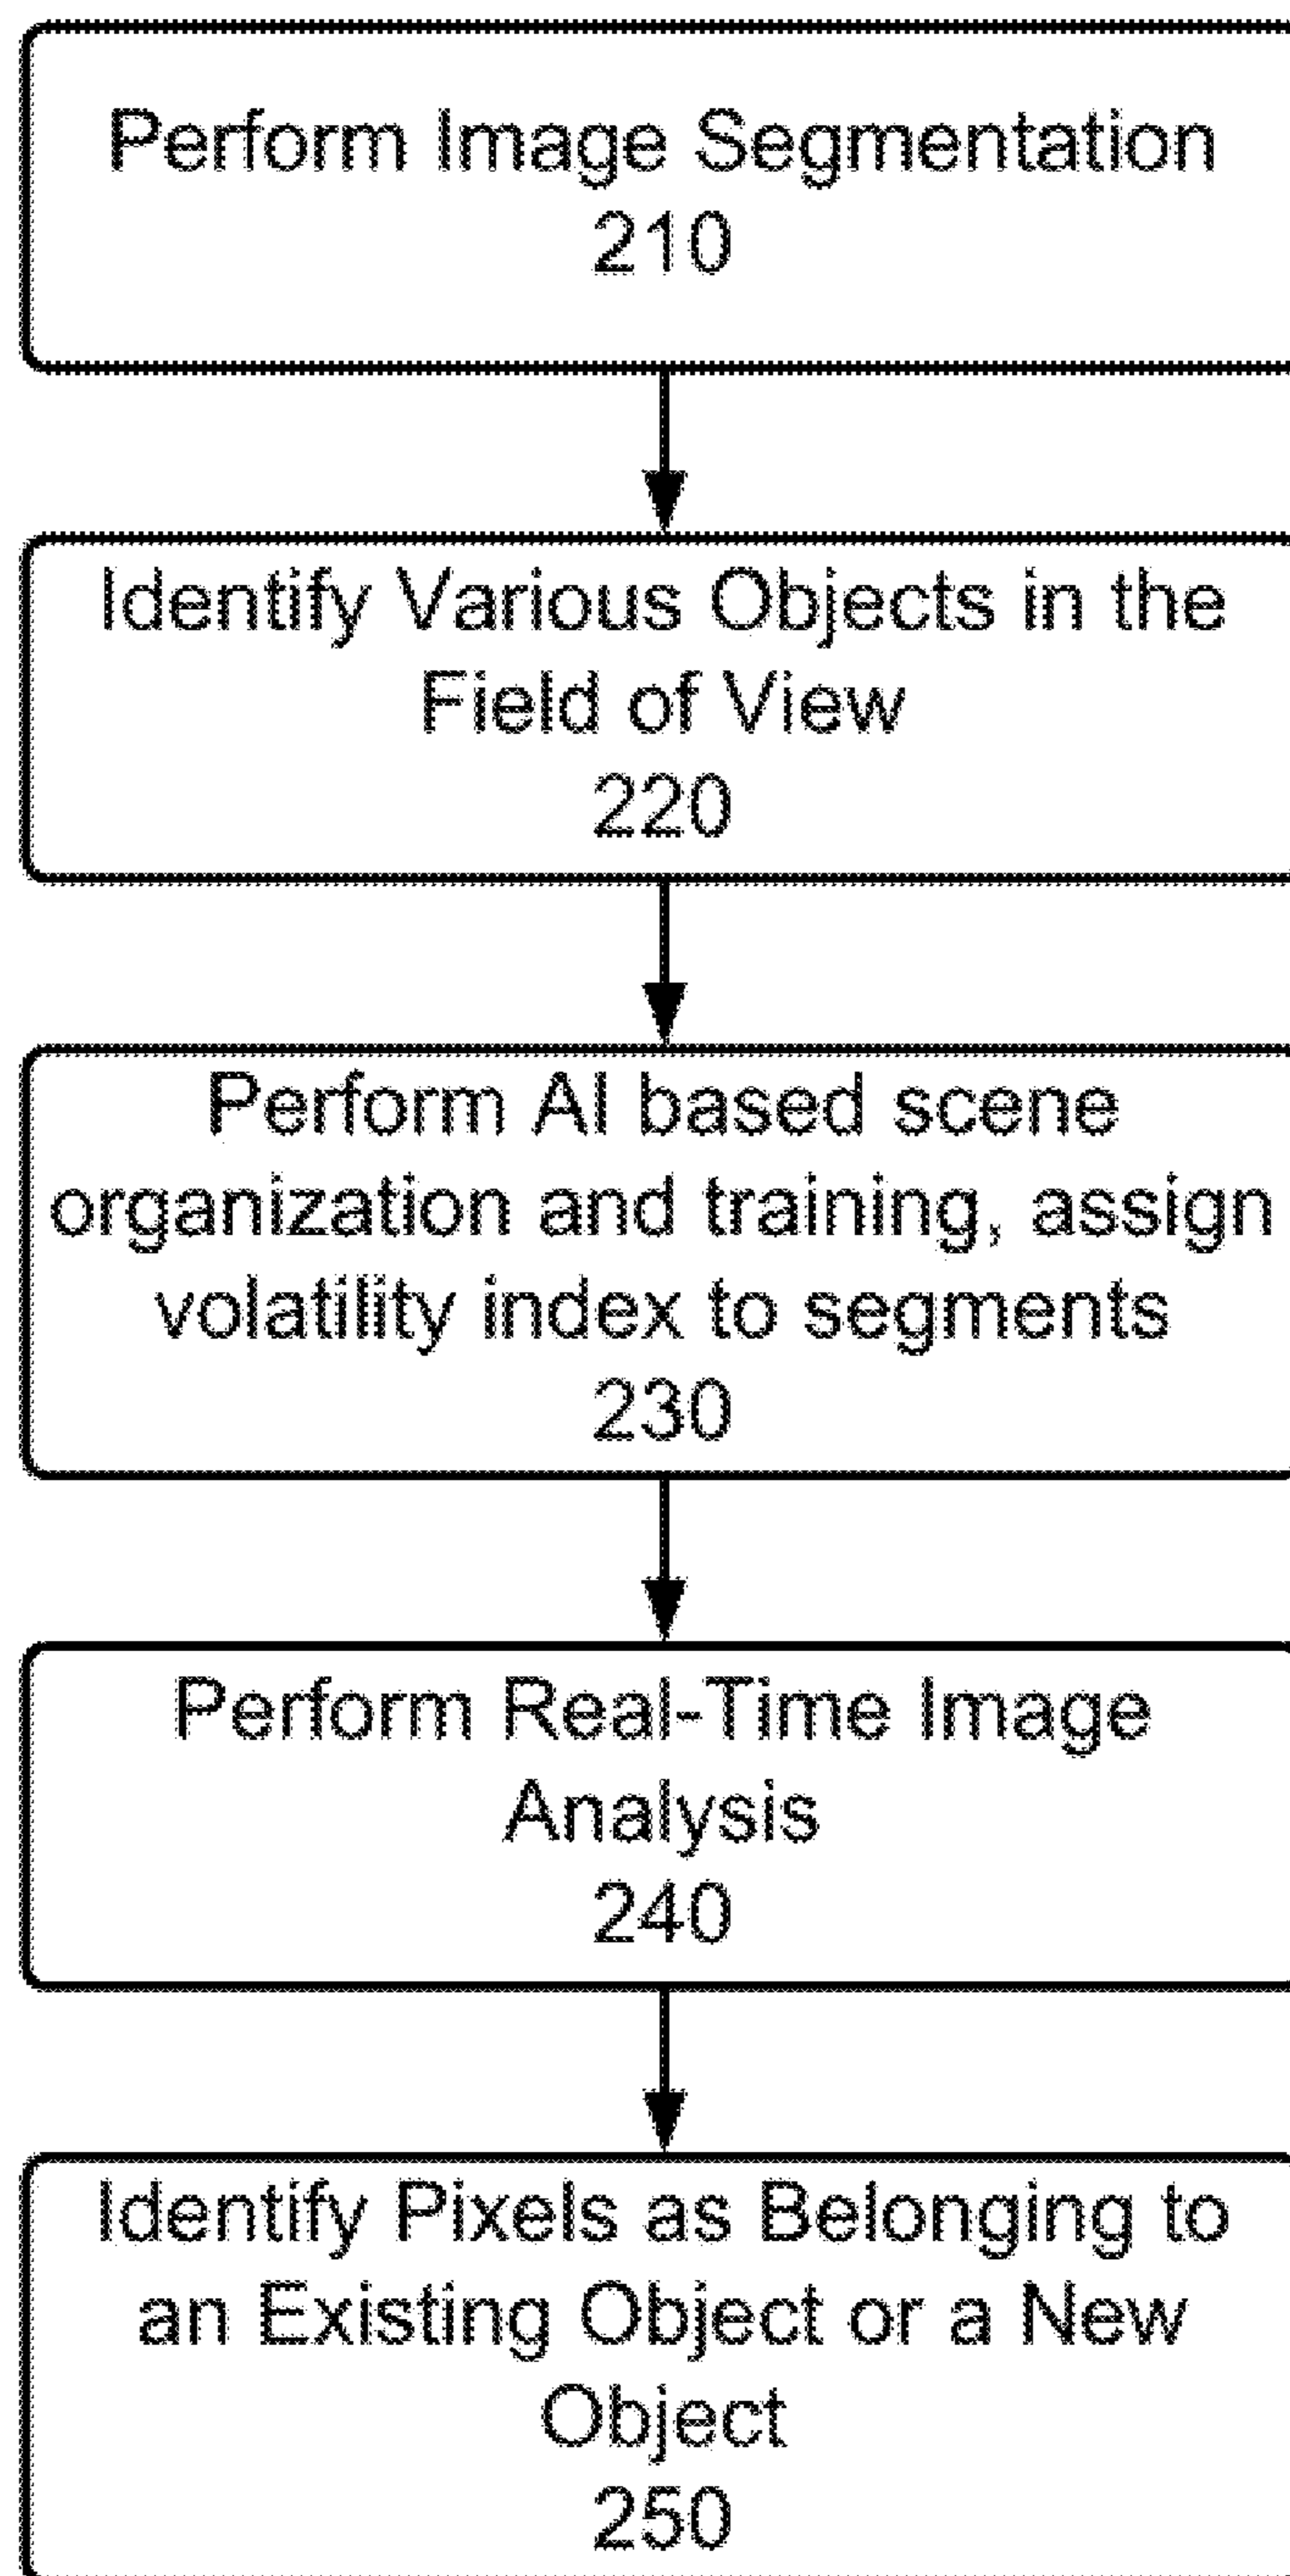 Perform Image Segmentation
210
Identify Various Objects in the
Field of View
220
Perform AI based scene
organization and training, assign
volatility index to segments
230
Perform Real-Time Image
Analysis
240
Identify Pixels as Belonging to
an Existing Object or a New
Object
250